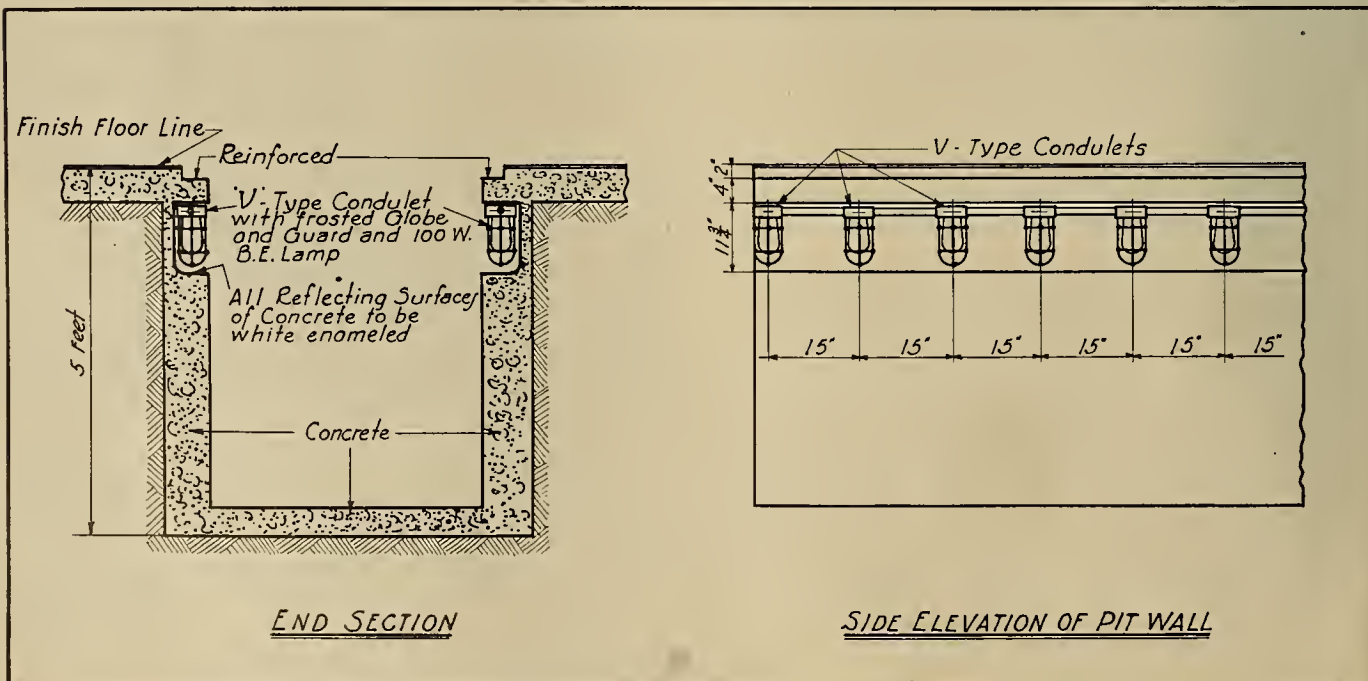 Finish Floor Line
Reinforced
"V"-Type Condulet
with frosted Globe
and Guard and 100 W.
B.E. Lamp
All Reflecting Surfaces
of Concrete to be
white enameled
5 feet
Concrete
END SECTION
V-Type Condulets
2"
4"
11 3/4"
15" 15" 15" 15" 15" 15"
SIDE ELEVATION OF PIT WALL